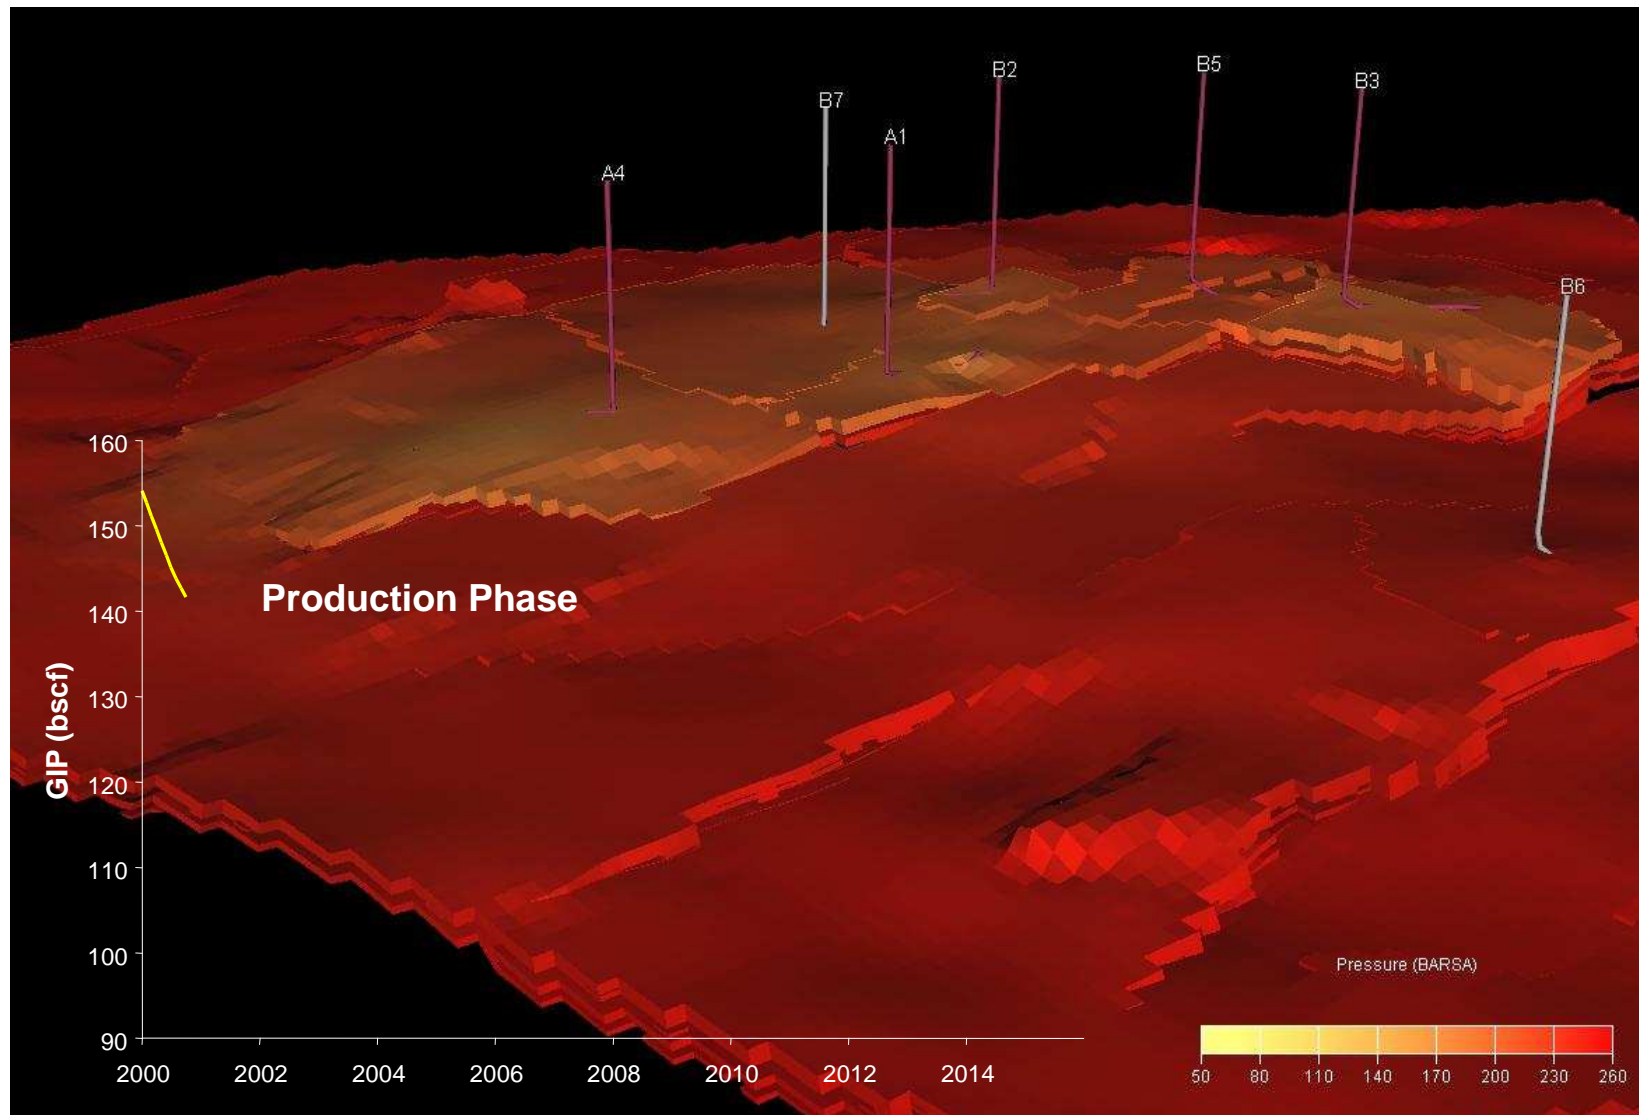 B2
B5
B3
B7
A1
A4
B6
160
150
140
130
120
110
100
90
GIP (bscf)
Production Phase
2000 2002 2004 2006 2008 2010 2012 2014
Pressure (BARSA)
50 80 110 140 170 200 230 260